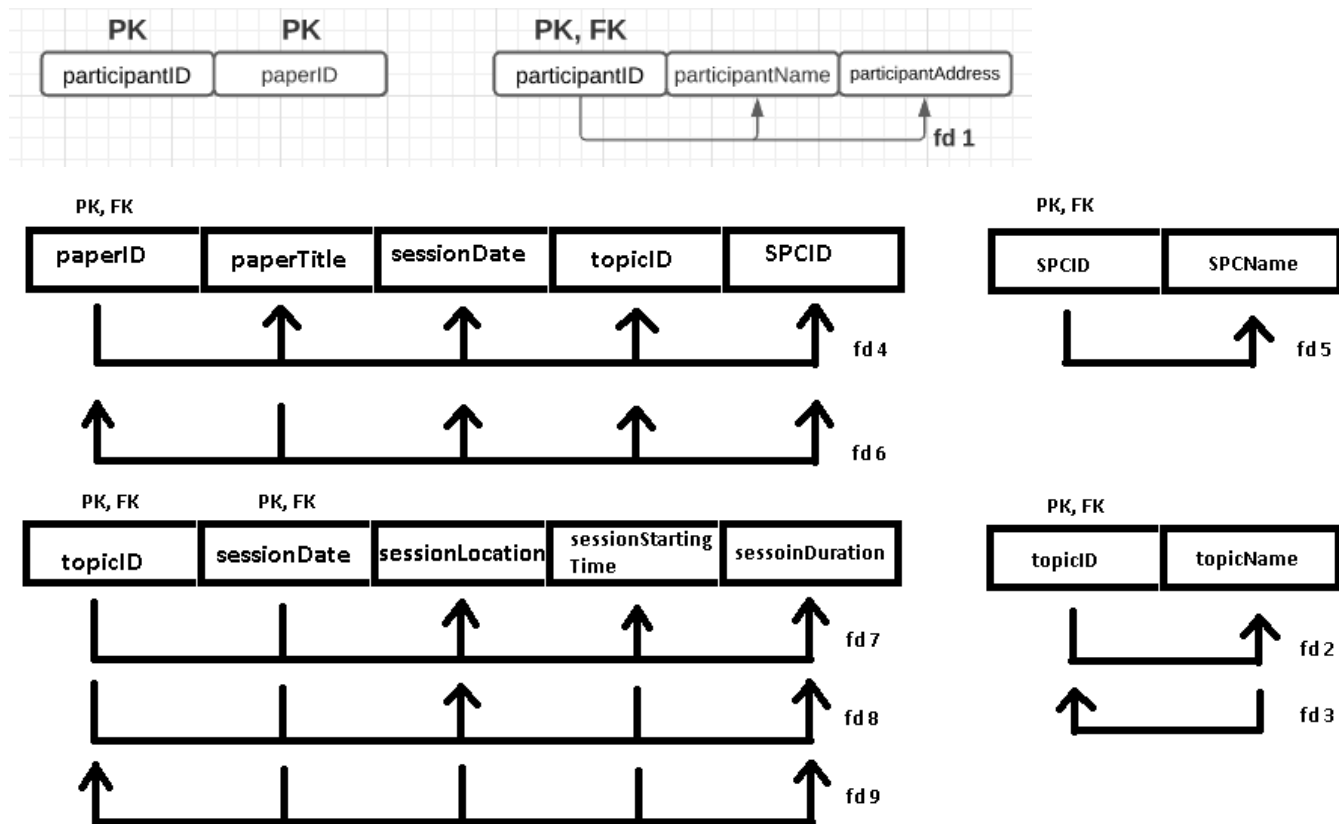 PK PK PK, FK
participantID paperID participantID participantName participantAddress
fd 1
PK, FK PK, FK
paperID paperTitle sessionDate topicID SPCID SPCID SPCName
fd 4 fd 5
fd 6
PK, FK PK, FK PK, FK
topicID sessionDate sessionLocation sessionStarting
Time sessoinDuration topicID topicName
fd 7 fd 2
fd 8 fd 3
fd 9